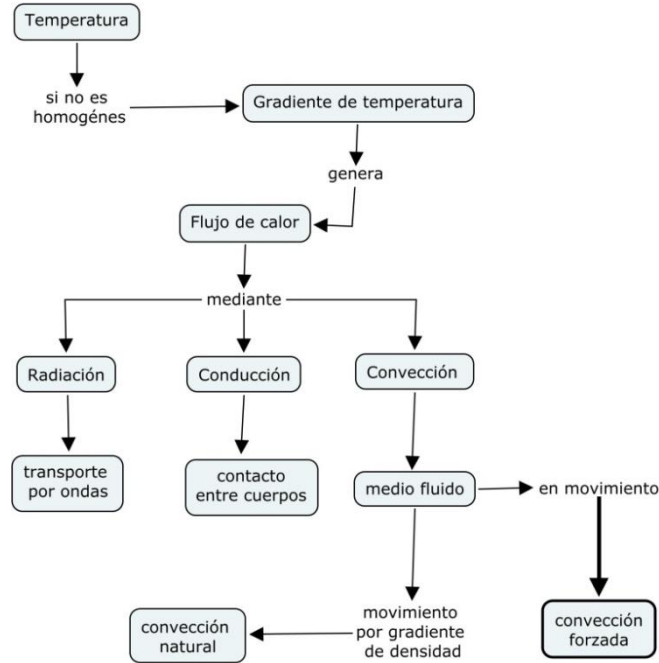 Temperatura
si no es
homogénes
Gradiente de temperatura
genera
Flujo de calor
mediante
Radiación
Conducción
Convección
transporte
por ondas
contacto
entre cuerpos
medio fluido
en movimiento
convección
natural
movimiento
por gradiente
de densidad
convección
forzada